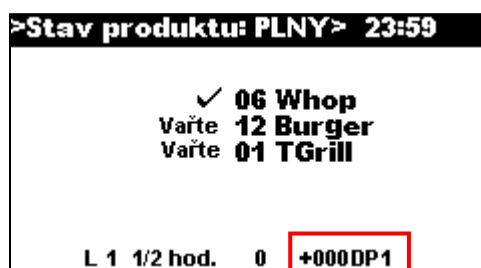 >Stav produktu: PLNY> 23:59
✓ 06 Whop
Vařte 12 Burger
Vařte 01 TGrill
L 1 1/2 hod. 0 +000DP1